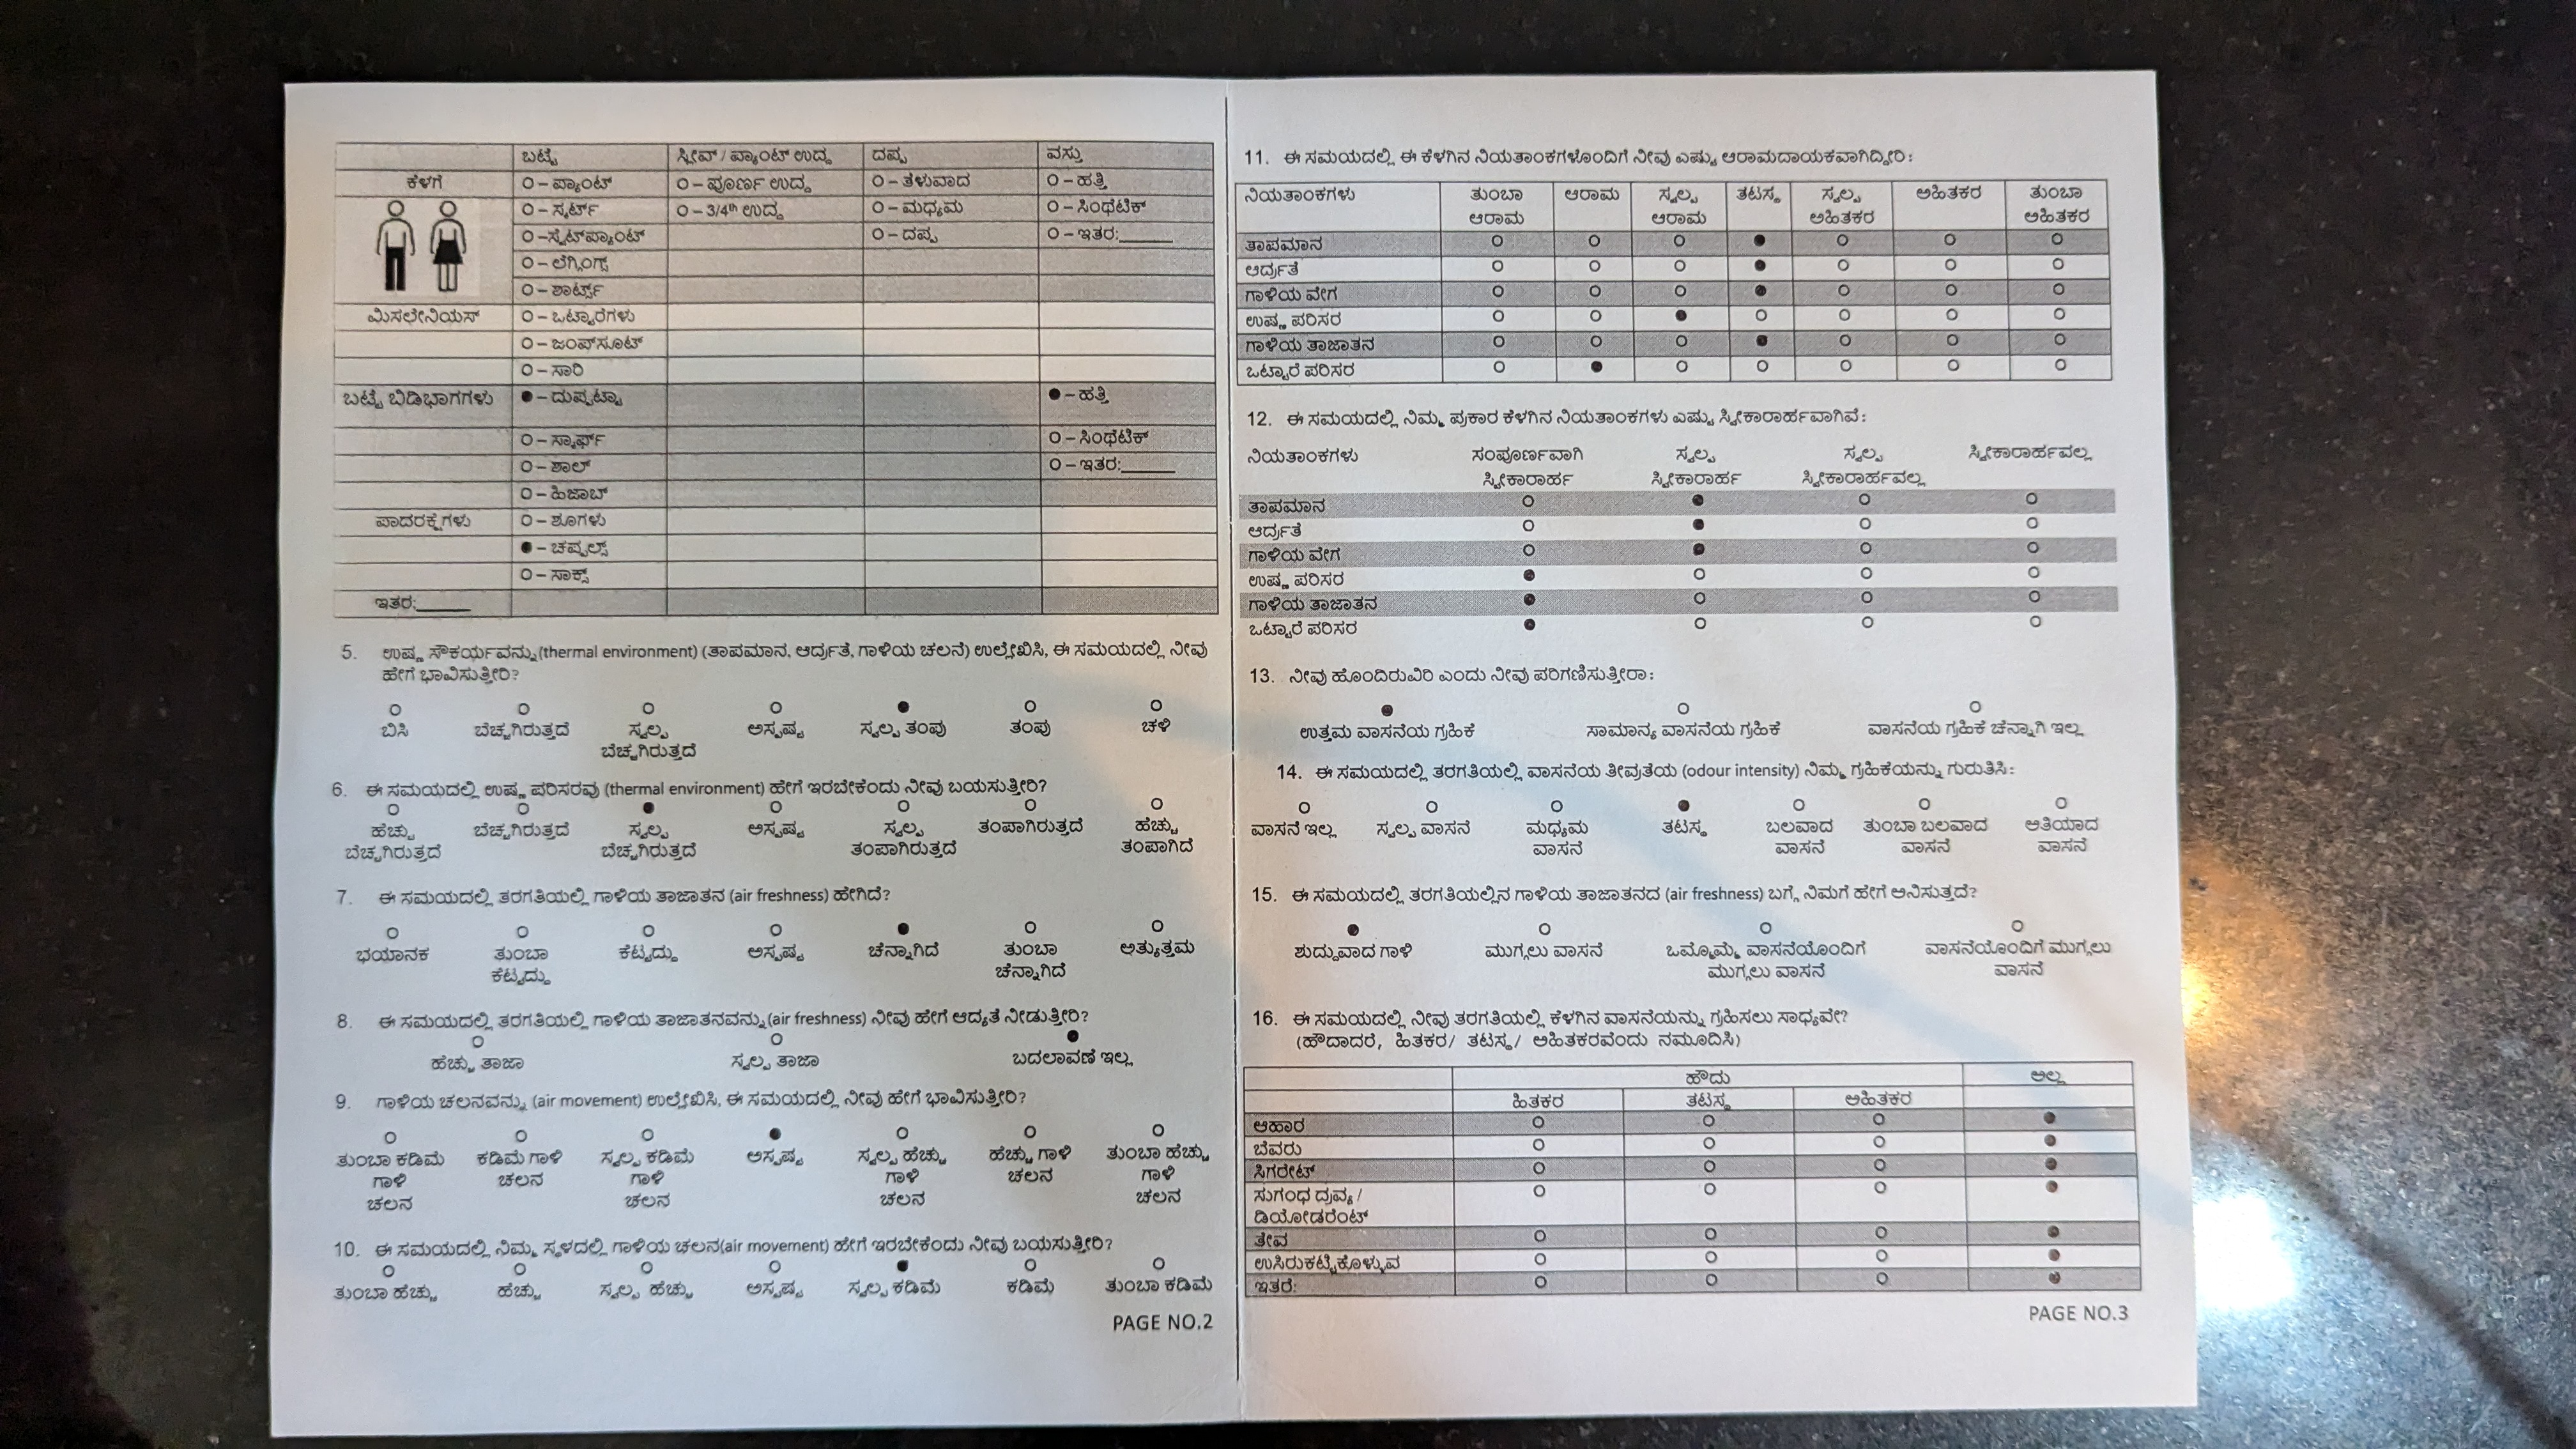 ಬಟ್ಟೆ ಸ್ಲೀವ್ / ಪ್ಯಾಂಟ್ ಉದ್ದ ದಪ್ಪ ವಸ್ತು
ಕೆಳಗೆ O – ಪ್ಯಾಂಟ್ O – ಪೂರ್ಣ ಉದ್ದ O – ತೆಳುವಾದ O – ಹತ್ತಿ
O – ಸ್ಕರ್ಟ್ O – 3/4th ಉದ್ದ O – ಮಧ್ಯಮ O – ಸಿಂಥೆಟಿಕ್
O –ಸ್ವೆಟ್‌ಪ್ಯಾಂಟ್ O – ದಪ್ಪ O – ಇತರ:______
O – ಲೆಗ್ಗಿಂಗ್ಸ್
O – ಶಾರ್ಟ್ಸ್
ಮಿಸಲೇನಿಯಸ್ O – ಒಟ್ಟಾರೆಗಳು
O – ಜಂಪ್‌ಸೂಟ್
O – ಸಾರಿ
ಬಟ್ಟೆ ಬಿಡಿಭಾಗಗಳು ● – ದುಪ್ಪಟ್ಟಾ ● – ಹತ್ತಿ
O – ಸ್ಕಾರ್ಫ್ O – ಸಿಂಥೆಟಿಕ್
O – ಶಾಲ್ O – ಇತರ:______
O – ಹಿಜಾಬ್
ಪಾದರಕ್ಷೆಗಳು O – ಶೂಗಳು
● – ಚಪ್ಪಲ್ಸ್
O – ಸಾಕ್ಸ್
ಇತರ:______
5. ಉಷ್ಣ ಸೌಕರ್ಯವನ್ನು(thermal environment) (ತಾಪಮಾನ, ಆರ್ದ್ರತೆ, ಗಾಳಿಯ ಚಲನೆ) ಉಲ್ಲೇಖಿಸಿ, ಈ ಸಮಯದಲ್ಲಿ ನೀವು
ಹೇಗೆ ಭಾವಿಸುತ್ತೀರಿ?
O O O O ● O O
ಬಿಸಿ ಬೆಚ್ಚಗಿರುತ್ತದೆ ಸ್ವಲ್ಪ ಅಸ್ಪಷ್ಟ ಸ್ವಲ್ಪ ತಂಪು ತಂಪು ಚಳಿ
ಬೆಚ್ಚಗಿರುತ್ತದೆ
6. ಈ ಸಮಯದಲ್ಲಿ ಉಷ್ಣ ಪರಿಸರವು (thermal environment) ಹೇಗೆ ಇರಬೇಕೆಂದು ನೀವು ಬಯಸುತ್ತೀರಿ?
O O ● O O O O
ಹೆಚ್ಚು ಬೆಚ್ಚಗಿರುತ್ತದೆ ಸ್ವಲ್ಪ ಅಸ್ಪಷ್ಟ ಸ್ವಲ್ಪ ತಂಪಾಗಿರುತ್ತದೆ ಹೆಚ್ಚು
ಬೆಚ್ಚಗಿರುತ್ತದೆ ಬೆಚ್ಚಗಿರುತ್ತದೆ ತಂಪಾಗಿರುತ್ತದೆ ತಂಪಾಗಿದೆ
7. ಈ ಸಮಯದಲ್ಲಿ ತರಗತಿಯಲ್ಲಿ ಗಾಳಿಯ ತಾಜಾತನ (air freshness) ಹೇಗಿದೆ?
O O O O ● O O
ಭಯಾನಕ ತುಂಬಾ ಕೆಟ್ಟದ್ದು ಅಸ್ಪಷ್ಟ ಚೆನ್ನಾಗಿದೆ ತುಂಬಾ ಅತ್ಯುತ್ತಮ
ಕೆಟ್ಟದ್ದು ಚೆನ್ನಾಗಿದೆ
8. ಈ ಸಮಯದಲ್ಲಿ ತರಗತಿಯಲ್ಲಿ ಗಾಳಿಯ ತಾಜಾತನವನ್ನು(air freshness) ನೀವು ಹೇಗೆ ಆದ್ಯತೆ ನೀಡುತ್ತೀರಿ?
O O ●
ಹೆಚ್ಚು ತಾಜಾ ಸ್ವಲ್ಪ ತಾಜಾ ಬದಲಾವಣೆ ಇಲ್ಲ
9. ಗಾಳಿಯ ಚಲನವನ್ನು (air movement) ಉಲ್ಲೇಖಿಸಿ, ಈ ಸಮಯದಲ್ಲಿ ನೀವು ಹೇಗೆ ಭಾವಿಸುತ್ತೀರಿ?
O O O ● O O O
ತುಂಬಾ ಕಡಿಮೆ ಕಡಿಮೆ ಗಾಳಿ ಸ್ವಲ್ಪ ಕಡಿಮೆ ಅಸ್ಪಷ್ಟ ಸ್ವಲ್ಪ ಹೆಚ್ಚು ಹೆಚ್ಚು ಗಾಳಿ ತುಂಬಾ ಹೆಚ್ಚು
ಗಾಳಿ ಚಲನ ಗಾಳಿ ಗಾಳಿ ಚಲನ ಗಾಳಿ
ಚಲನ ಚಲನ ಚಲನ ಚಲನ
10. ಈ ಸಮಯದಲ್ಲಿ ನಿಮ್ಮ ಸ್ಥಳದಲ್ಲಿ ಗಾಳಿಯ ಚಲನ(air movement) ಹೇಗೆ ಇರಬೇಕೆಂದು ನೀವು ಬಯಸುತ್ತೀರಿ?
O O O O ● O O
ತುಂಬಾ ಹೆಚ್ಚು ಹೆಚ್ಚು ಸ್ವಲ್ಪ ಹೆಚ್ಚು ಅಸ್ಪಷ್ಟ ಸ್ವಲ್ಪ ಕಡಿಮೆ ಕಡಿಮೆ ತುಂಬಾ ಕಡಿಮೆ
PAGE NO.2
11. ಈ ಸಮಯದಲ್ಲಿ ಈ ಕೆಳಗಿನ ನಿಯತಾಂಕಗಳೊಂದಿಗೆ ನೀವು ಎಷ್ಟು ಆರಾಮದಾಯಕವಾಗಿದ್ದೀರಿ:
ನಿಯತಾಂಕಗಳು ತುಂಬಾ ಆರಾಮ ಸ್ವಲ್ಪ ತಟಸ್ಥ ಸ್ವಲ್ಪ ಅಹಿತಕರ ತುಂಬಾ
ಆರಾಮ ಆರಾಮ ಅಹಿತಕರ ಅಹಿತಕರ
ತಾಪಮಾನ O O O ● O O O
ಆರ್ದ್ರತೆ O O O ● O O O
ಗಾಳಿಯ ವೇಗ O O O ● O O O
ಉಷ್ಣ ಪರಿಸರ O O ● O O O O
ಗಾಳಿಯ ತಾಜಾತನ O O O ● O O O
ಒಟ್ಟಾರೆ ಪರಿಸರ O ● O O O O O
12. ಈ ಸಮಯದಲ್ಲಿ ನಿಮ್ಮ ಪ್ರಕಾರ ಕೆಳಗಿನ ನಿಯತಾಂಕಗಳು ಎಷ್ಟು ಸ್ವೀಕಾರಾರ್ಹವಾಗಿವೆ:
ನಿಯತಾಂಕಗಳು ಸಂಪೂರ್ಣವಾಗಿ ಸ್ವಲ್ಪ ಸ್ವಲ್ಪ ಸ್ವೀಕಾರಾರ್ಹವಲ್ಲ
ಸ್ವೀಕಾರಾರ್ಹ ಸ್ವೀಕಾರಾರ್ಹ ಸ್ವೀಕಾರಾರ್ಹವಲ್ಲ
ತಾಪಮಾನ O ● O O
ಆರ್ದ್ರತೆ O ● O O
ಗಾಳಿಯ ವೇಗ O ● O O
ಉಷ್ಣ ಪರಿಸರ ● O O O
ಗಾಳಿಯ ತಾಜಾತನ ● O O O
ಒಟ್ಟಾರೆ ಪರಿಸರ ● O O O
13. ನೀವು ಹೊಂದಿರುವಿರಿ ಎಂದು ನೀವು ಪರಿಗಣಿಸುತ್ತೀರಾ:
● O O
ಉತ್ತಮ ವಾಸನೆಯ ಗ್ರಹಿಕೆ ಸಾಮಾನ್ಯ ವಾಸನೆಯ ಗ್ರಹಿಕೆ ವಾಸನೆಯ ಗ್ರಹಿಕೆ ಚೆನ್ನಾಗಿ ಇಲ್ಲ
14. ಈ ಸಮಯದಲ್ಲಿ ತರಗತಿಯಲ್ಲಿ ವಾಸನೆಯ ತೀವ್ರತೆಯ (odour intensity) ನಿಮ್ಮ ಗ್ರಹಿಕೆಯನ್ನು ಗುರುತಿಸಿ:
O O O ● O O O
ವಾಸನೆ ಇಲ್ಲ ಸ್ವಲ್ಪ ವಾಸನೆ ಮಧ್ಯಮ ತಟಸ್ಥ ಬಲವಾದ ತುಂಬಾ ಬಲವಾದ ಅತಿಯಾದ
ವಾಸನೆ ವಾಸನೆ ವಾಸನೆ ವಾಸನೆ
15. ಈ ಸಮಯದಲ್ಲಿ ತರಗತಿಯಲ್ಲಿನ ಗಾಳಿಯ ತಾಜಾತನದ (air freshness) ಬಗ್ಗೆ ನಿಮಗೆ ಹೇಗೆ ಅನಿಸುತ್ತದೆ?
● O O O
ಶುದ್ಧವಾದ ಗಾಳಿ ಮುಗ್ಗಲು ವಾಸನೆ ಒಮ್ಮೊಮ್ಮೆ ವಾಸನೆಯೊಂದಿಗೆ ವಾಸನೆಯೊಂದಿಗೆ ಮುಗ್ಗಲು
ಮುಗ್ಗಲು ವಾಸನೆ ವಾಸನೆ
16. ಈ ಸಮಯದಲ್ಲಿ ನೀವು ತರಗತಿಯಲ್ಲಿ ಕೆಳಗಿನ ವಾಸನೆಯನ್ನು ಗ್ರಹಿಸಲು ಸಾಧ್ಯವೇ?
(ಹೌದಾದರೆ, ಹಿತಕರ/ ತಟಸ್ಥ/ ಅಹಿತಕರವೆಂದು ನಮೂದಿಸಿ)
ಹೌದು ಅಲ್ಲ
ಹಿತಕರ ತಟಸ್ಥ ಅಹಿತಕರ
ಆಹಾರ O O O ●
ಬೆವರು O O O ●
ಸಿಗರೇಟ್ O O O ●
ಸುಗಂಧ ದ್ರವ್ಯ / O O O ●
ಡಿಯೋಡರೆಂಟ್
ತೇವ O O O ●
ಉಸಿರುಕಟ್ಟಿಕೊಳ್ಳುವ O O O ●
ಇತರೆ: O O O ●
PAGE NO.3